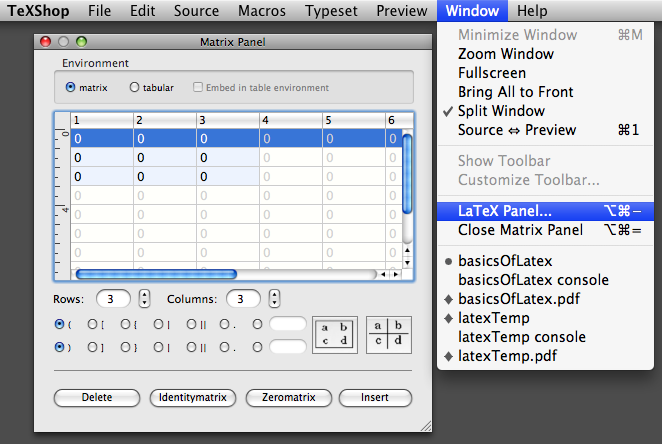 TeXShop File Edit Source Macros Typeset Preview Window Help
Matrix Panel
Environment
matrix tabular Embed in table environment
1 2 3 4 5 6
0 0 0 0 0 0 0
0 0 0 0 0 0
0 0 0 0 0 0
0 0 0 0 0 0
4 0 0 0 0 0 0
0 0 0 0 0 0
0 0 0 0 0 0
Rows: 3 Columns: 3
( [ { | || .
) ] } | || .
a b
c d
a b
c d
Delete Identitymatrix Zeromatrix Insert
Minimize Window ⌘M
Zoom Window
Fullscreen
Bring All to Front
✓ Split Window
Source ⇔ Preview ⌘1
Show Toolbar
Customize Toolbar...
LaTeX Panel... ⌥⌘−
Close Matrix Panel ⌥⌘=
● basicsOfLatex
basicsOfLatex console
◆ basicsOfLatex.pdf
◆ latexTemp
latexTemp console
◆ latexTemp.pdf